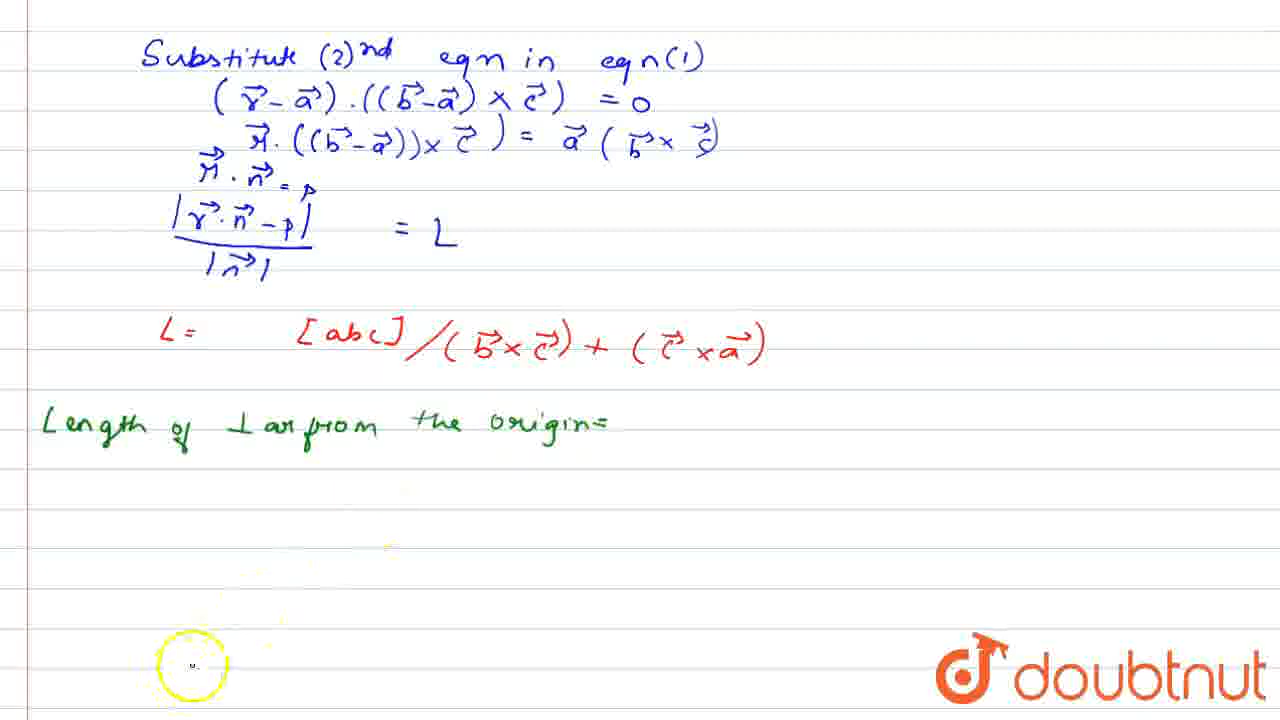 Substitute (2)nd eqn in eqn(1)
(r⃗ - a⃗) . ((b⃗ - a⃗) × c⃗) = 0
r⃗ . ((b⃗ - a⃗)) × c⃗) = a⃗ (b⃗ × c⃗)
r⃗ . n⃗ = p
|r⃗ . n⃗ - p| = L
|n⃗|
L = [abc] / (b⃗ × c⃗) + (c⃗ × a⃗)
Length of ⊥ar from the origin=
doubtnut